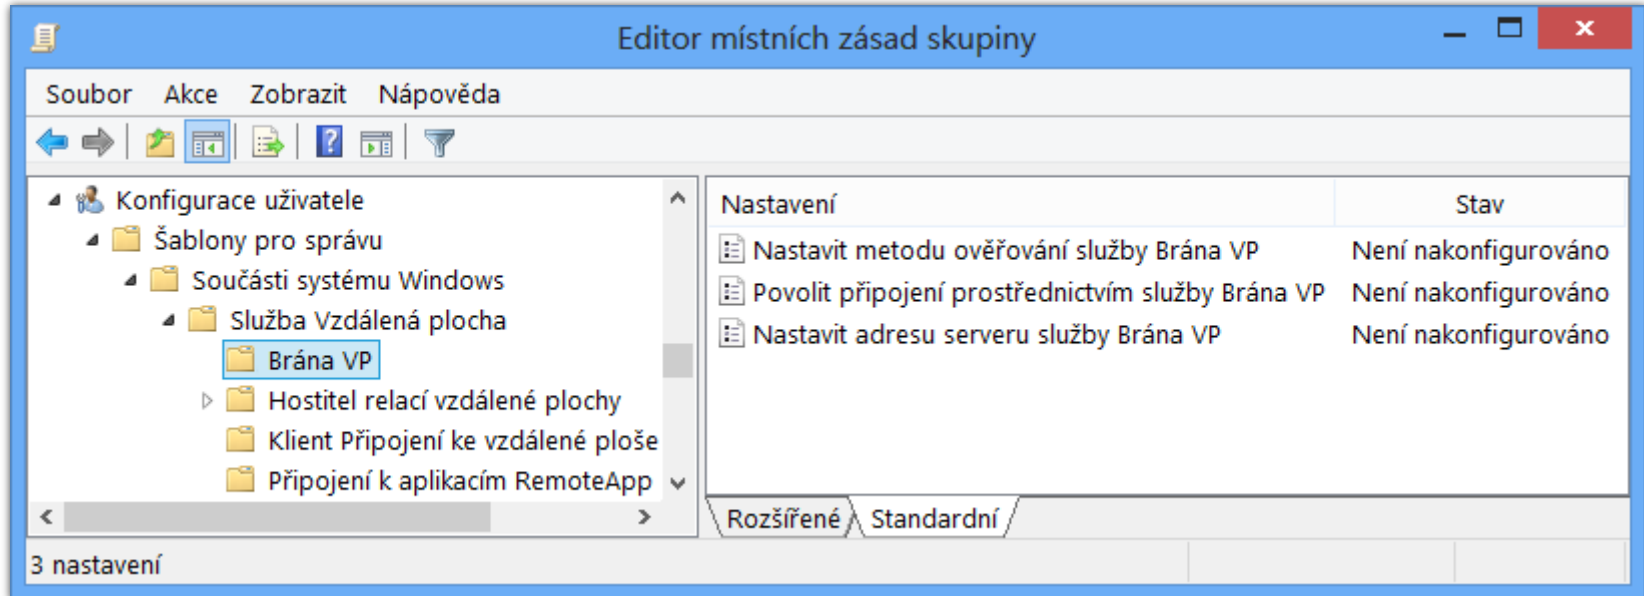 Editor místních zásad skupiny
Soubor Akce Zobrazit Nápověda
Konfigurace uživatele
Šablony pro správu
Součásti systému Windows
Služba Vzdálená plocha
Brána VP
Hostitel relací vzdálené plochy
Klient Připojení ke vzdálené ploše
Připojení k aplikacím RemoteApp
Nastavení Stav
Nastavit metodu ověřování služby Brána VP Není nakonfigurováno
Povolit připojení prostřednictvím služby Brána VP Není nakonfigurováno
Nastavit adresu serveru služby Brána VP Není nakonfigurováno
Rozšířené Standardní
3 nastavení